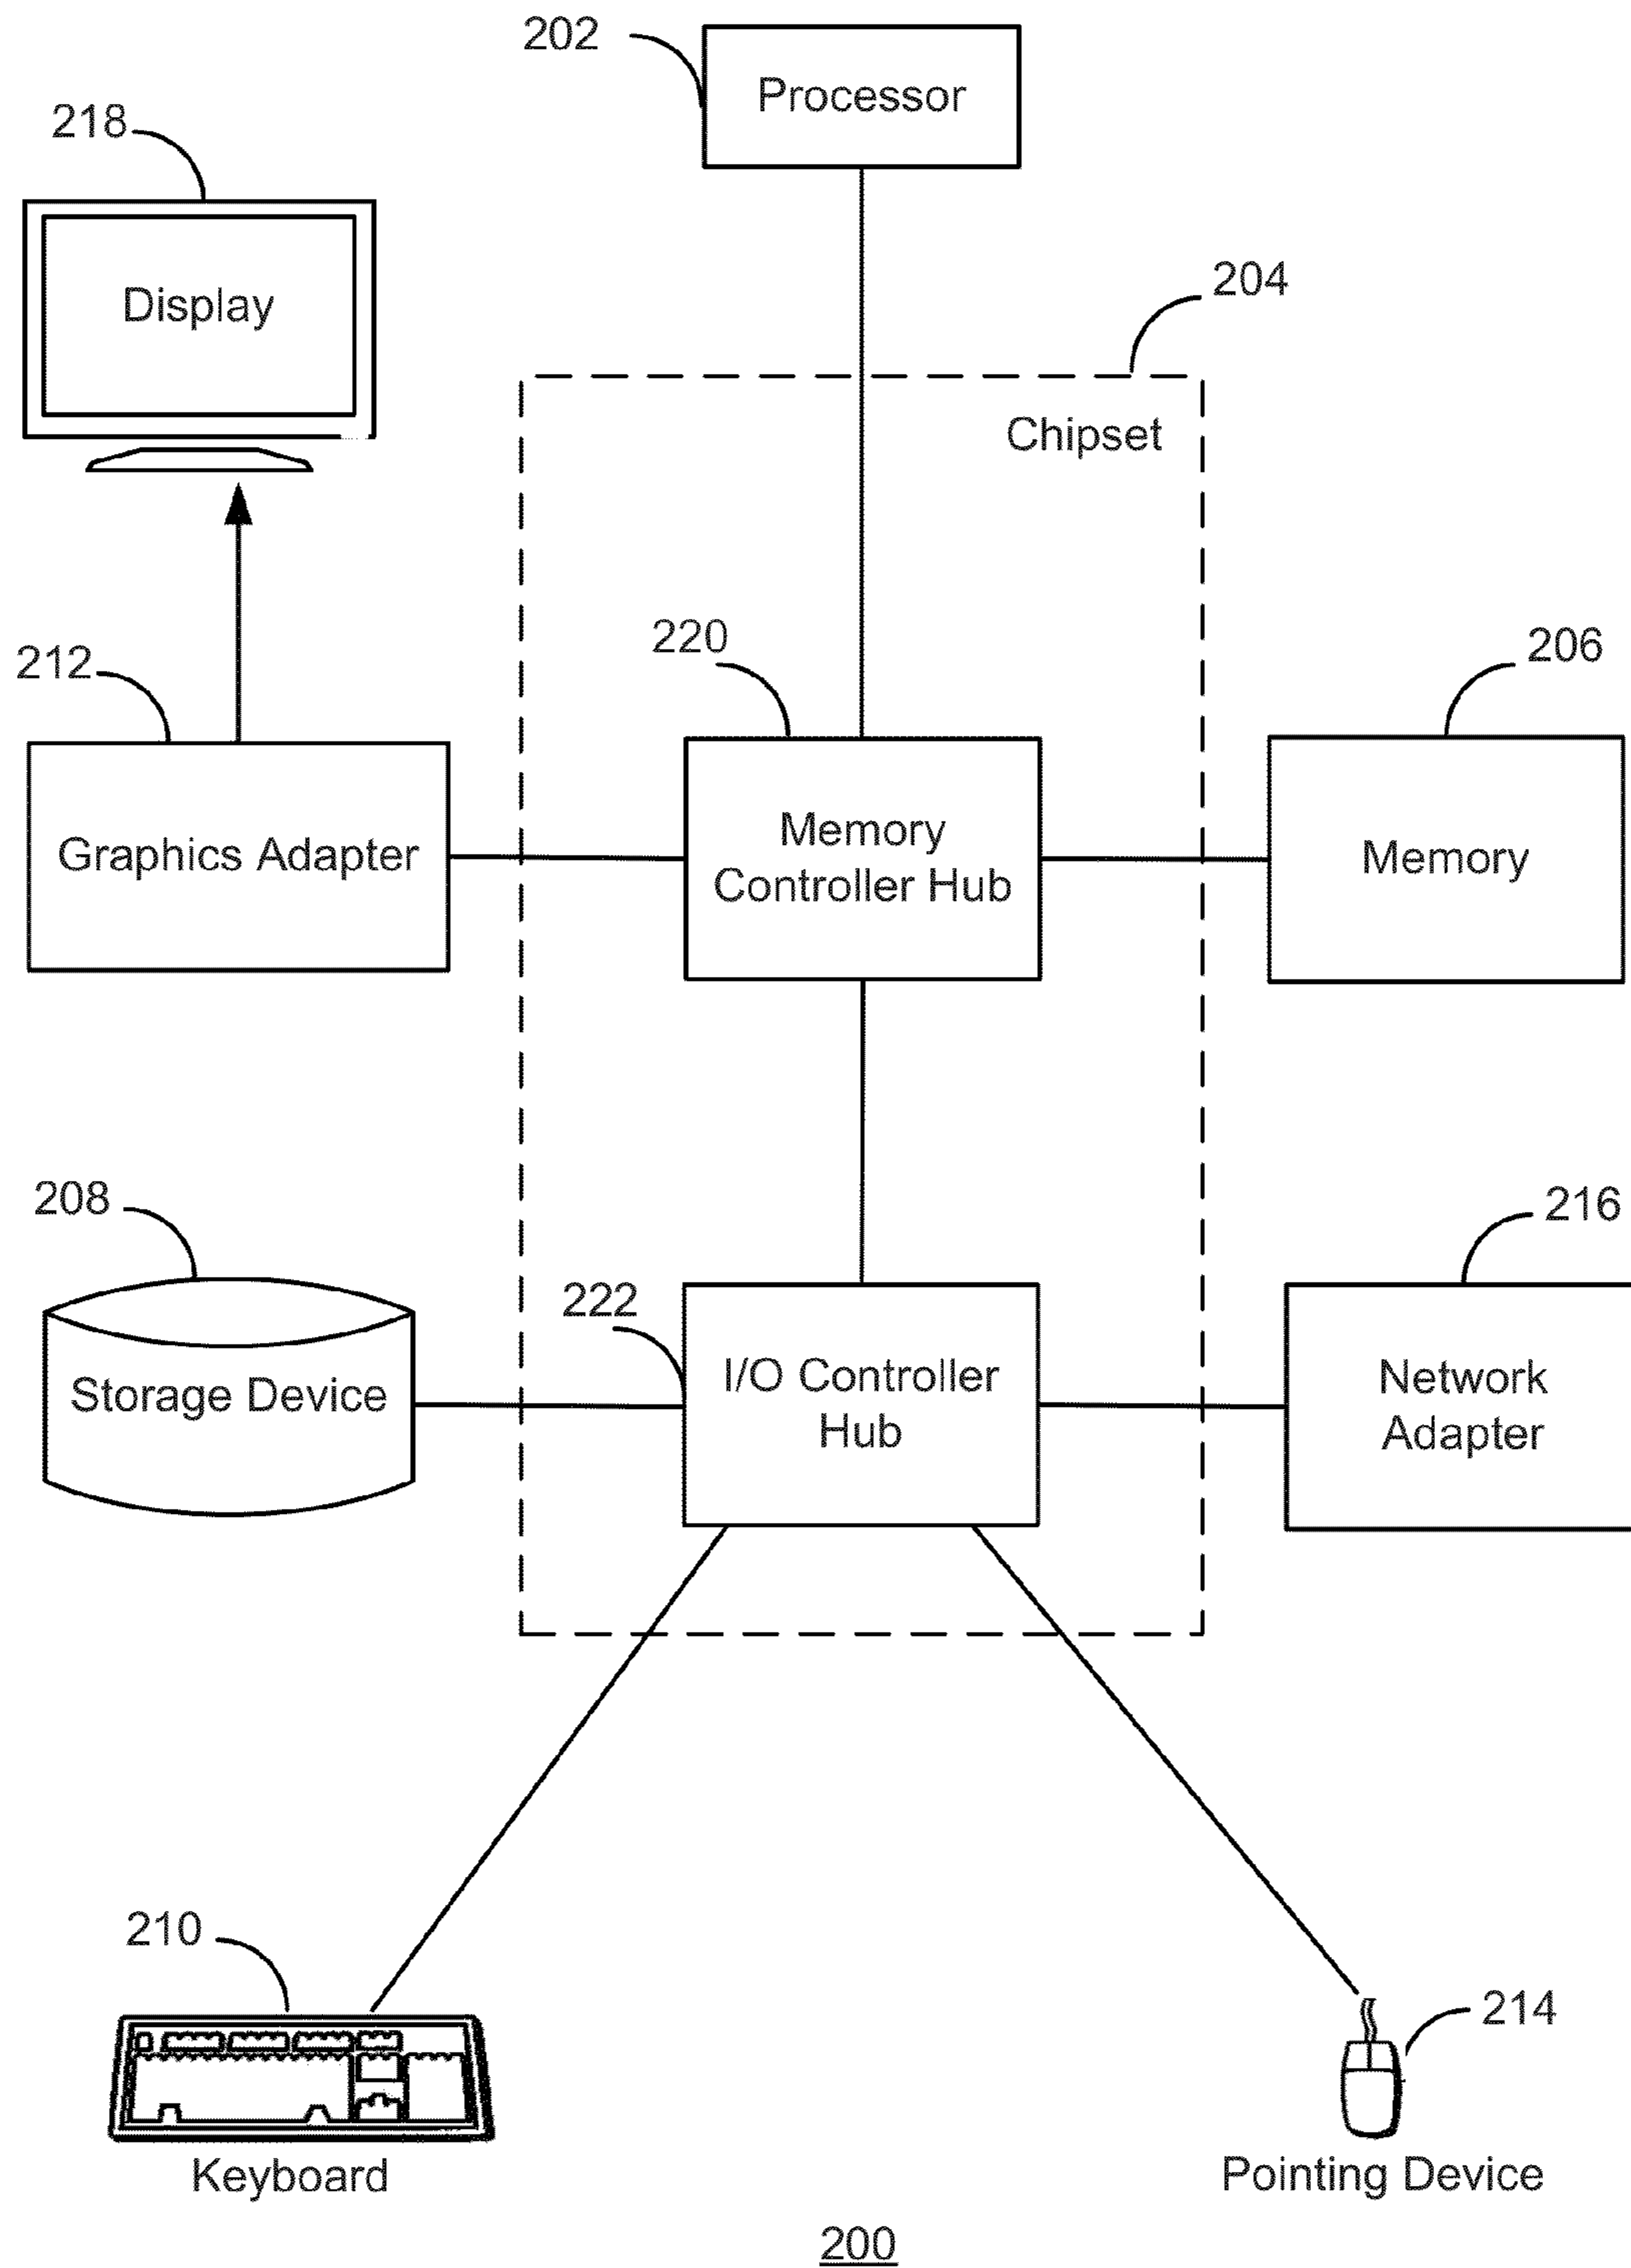 202
Processor
218
Display
204
Chipset
220
206
212
Graphics Adapter
Memory
Controller Hub
Memory
208
216
222
Storage Device
I/O Controller
Hub
Network
Adapter
210
214
Keyboard
Pointing Device
200